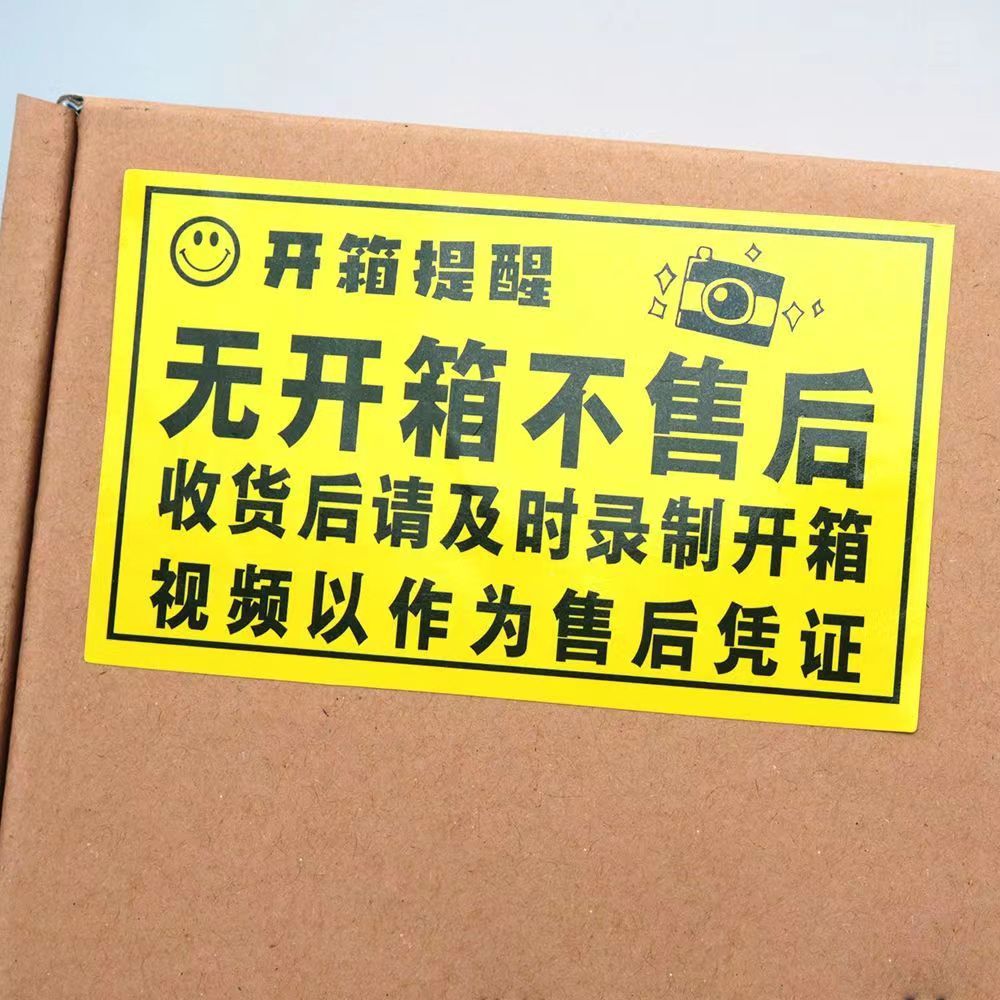 开箱提醒
无开箱不售后
收货后请及时录制开箱
视频以作为售后凭证